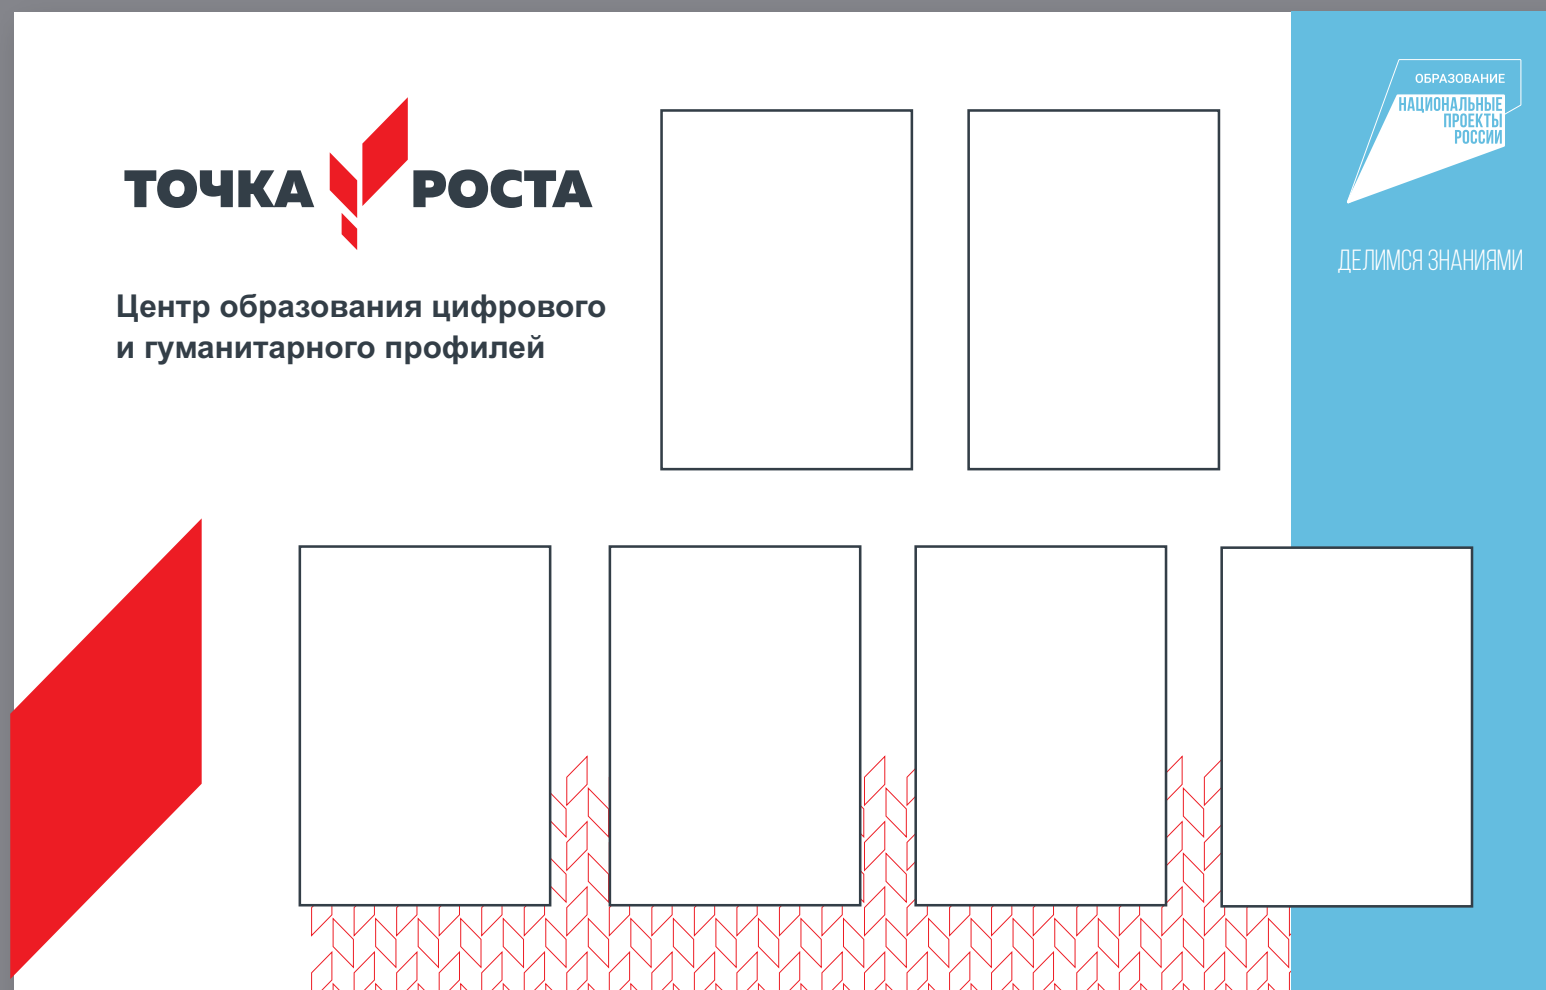 ТОЧКА РОСТА
Центр образования цифрового
и гуманитарного профилей
ОБРАЗОВАНИЕ
НАЦИОНАЛЬНЫЕ
ПРОЕКТЫ
РОССИИ
ДЕЛИМСЯ ЗНАНИЯМИ